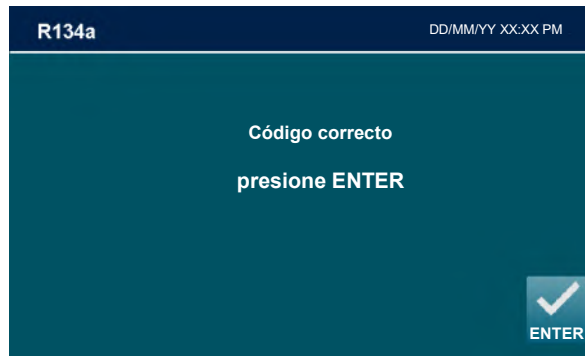 R134a DD/MM/YY XX:XX PM
Código correcto
presione ENTER
ENTER